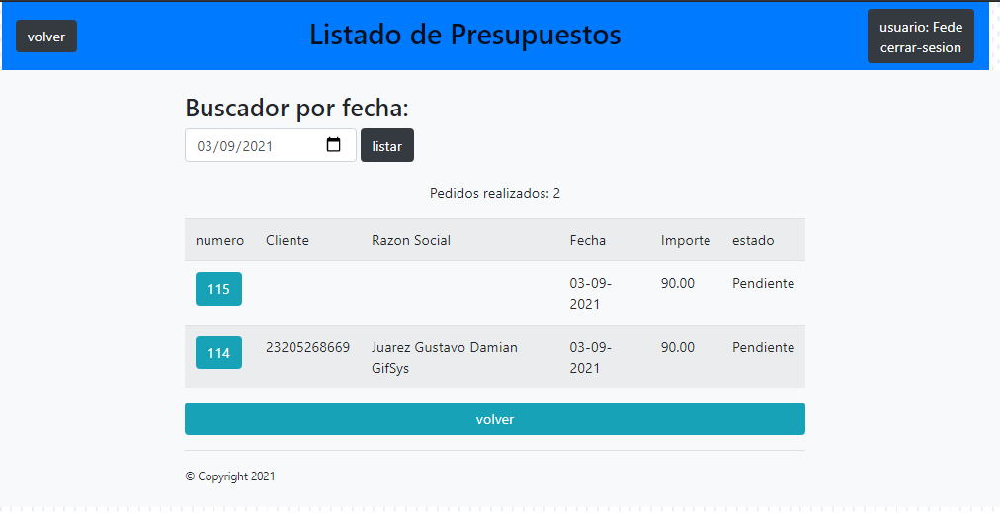 volver
Listado de Presupuestos
usuario: Fede
cerrar-sesion
Buscador por fecha:
03/09/2021
listar
Pedidos realizados: 2
numero Cliente Razon Social Fecha Importe estado
115 03-09- 90.00 Pendiente
2021
114 23205268669 Juarez Gustavo Damian 03-09- 90.00 Pendiente
GifSys 2021
volver
© Copyright 2021